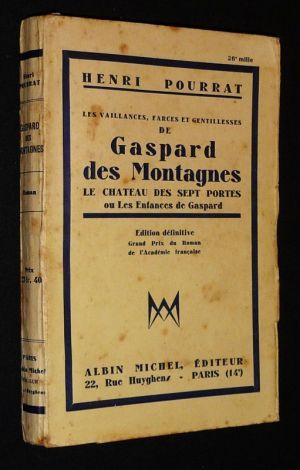 26e mille
HENRI POURRAT
LES VAILLANCES, FARCES ET GENTILLESSES
DE
Gaspard
des Montagnes
LE CHATEAU DES SEPT PORTES
ou Les Enfances de Gaspard
Edition définitive
Grand Prix du Roman
de l'Académie française
ALBIN MICHEL, ÉDITEUR
22, Rue Huyghens - PARIS (14e)
Henri
POURRAT
GASPARD
DES
MONTAGNES
Roman
Prix
PARIS
Albin Michel